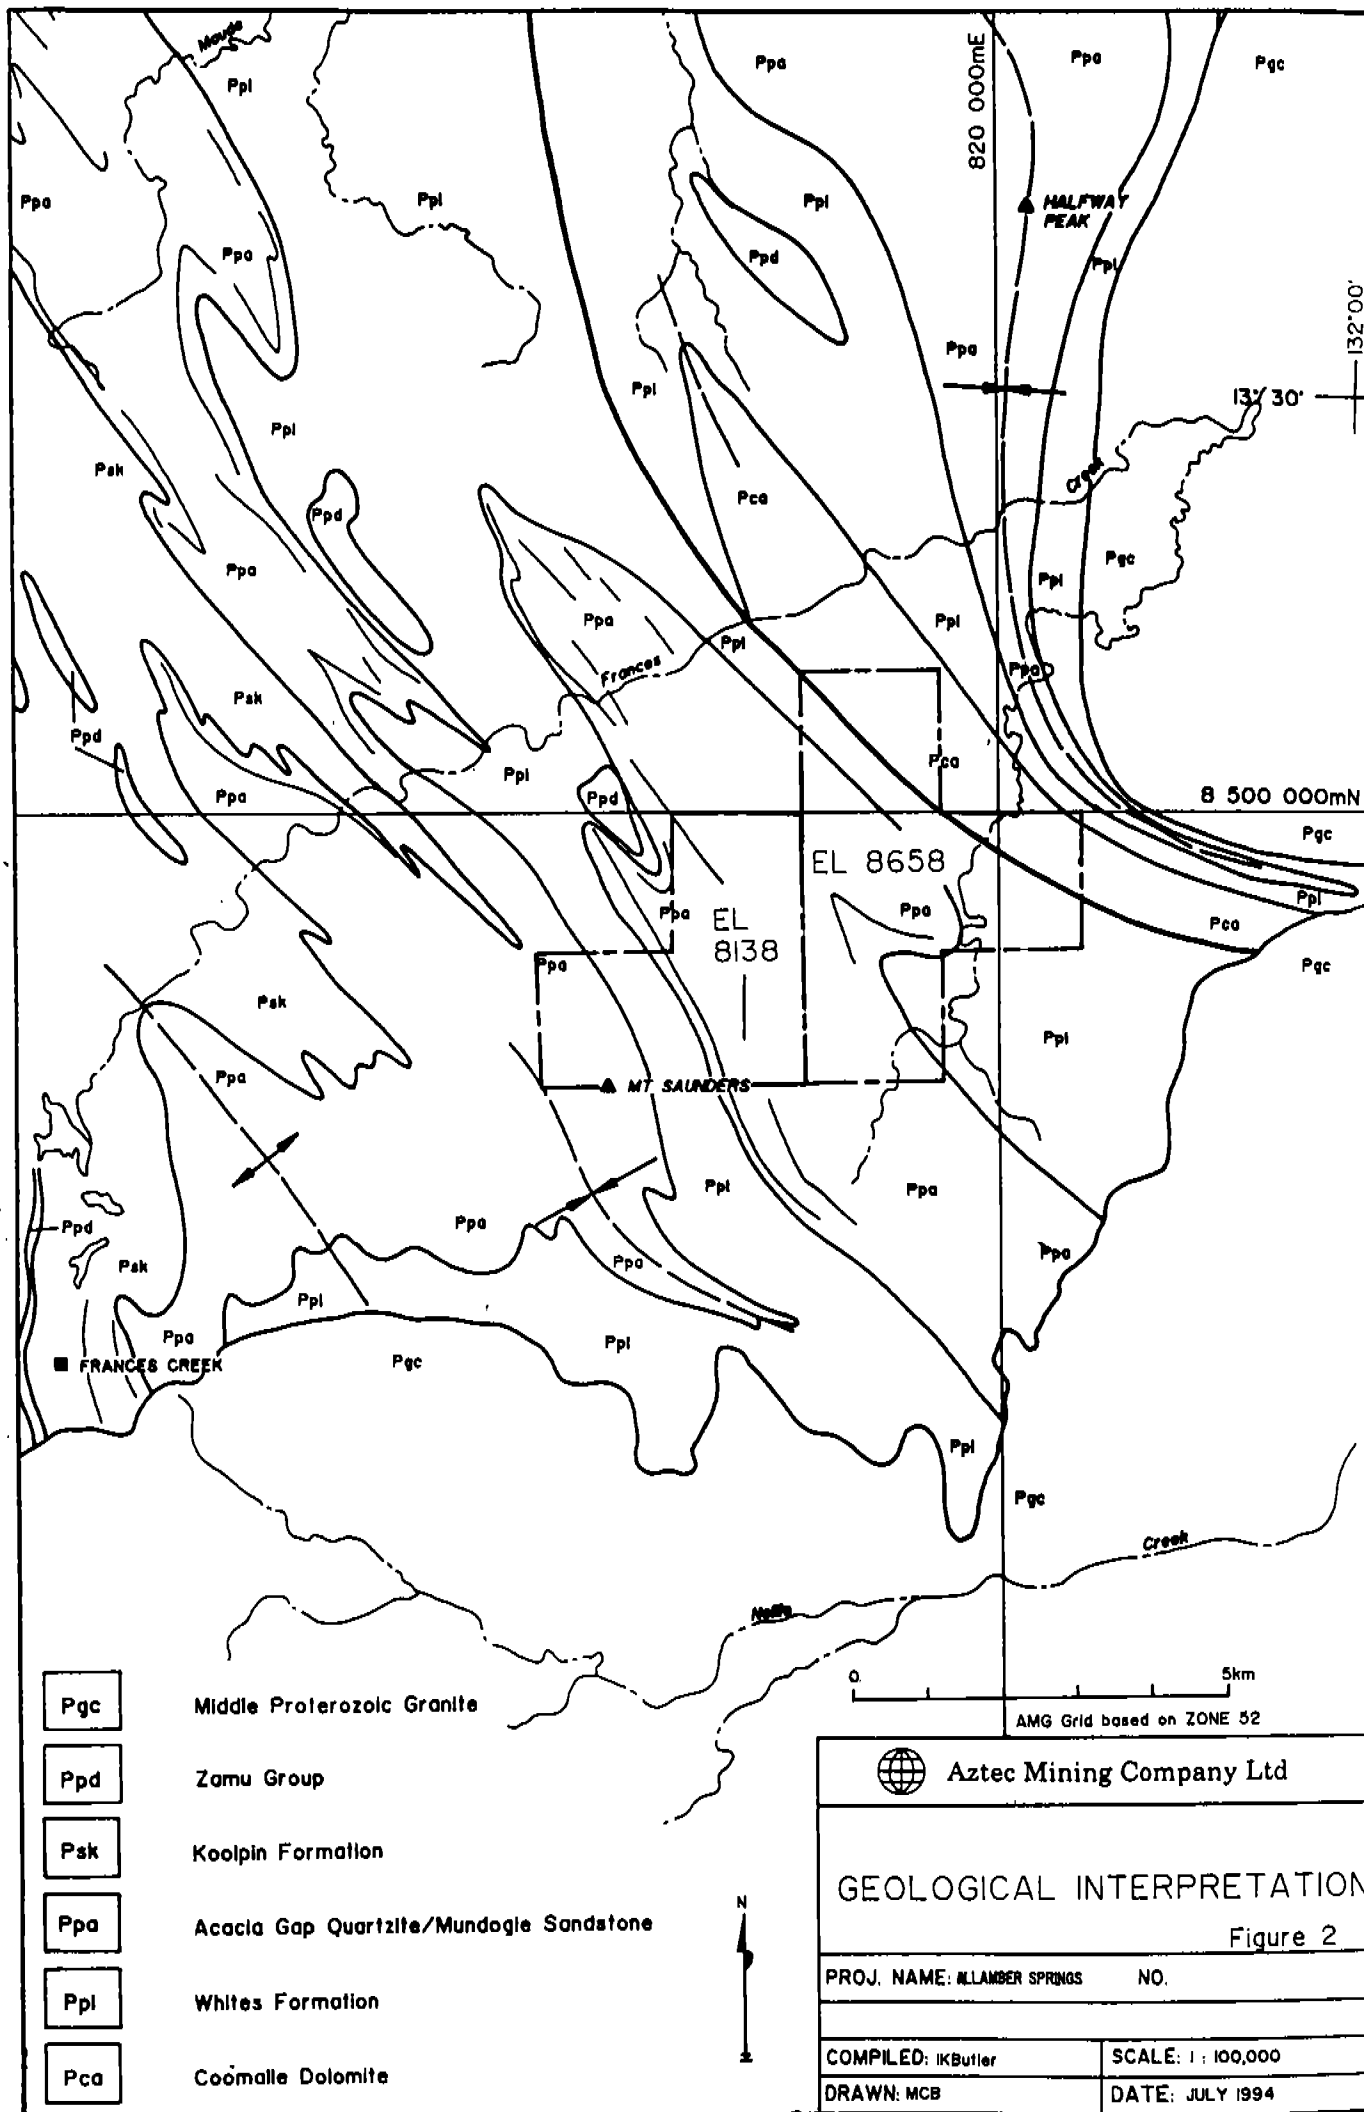 Maude
Ppl
Ppa
820 000mE
Ppa
Pgc
Ppa
Ppl
Ppl
HALFWAY
PEAK
Ppa
Ppd
Ppl
132°00'
Ppa
13°30'
Ppl
Ppl
Psk
Pca
Creek
Ppd
Pgc
Ppa
Ppl
Ppa
Ppl
Ppl
Frances
Ppa
Psk
Ppd
Ppl
Pca
Ppa
Ppd
8 500 000mN
Pgc
EL 8658
Ppl
Ppa
EL
8138
Ppa
Pca
Ppa
Pgc
Psk
Ppl
Ppa
MT SAUNDERS
Ppl
Ppa
Ppa
Ppd
Ppa
Psk
Ppa
Ppl
Ppa
Ppl
FRANCES CREEK
Pgc
Ppl
Pgc
Creek
Nellie
0
5km
AMG Grid based on ZONE 52
Pgc Middle Proterozoic Granite
Ppd Zamu Group
Psk Koolpin Formation
Ppa Acacia Gap Quartzite/Mundogie Sandstone
Ppl Whites Formation
Pca Coomalie Dolomite
N
Aztec Mining Company Ltd
GEOLOGICAL INTERPRETATION
Figure 2
PROJ. NAME: ALLAMBER SPRINGS NO.
COMPILED: IKButler SCALE: 1 : 100,000
DRAWN: MCB DATE: JULY 1994